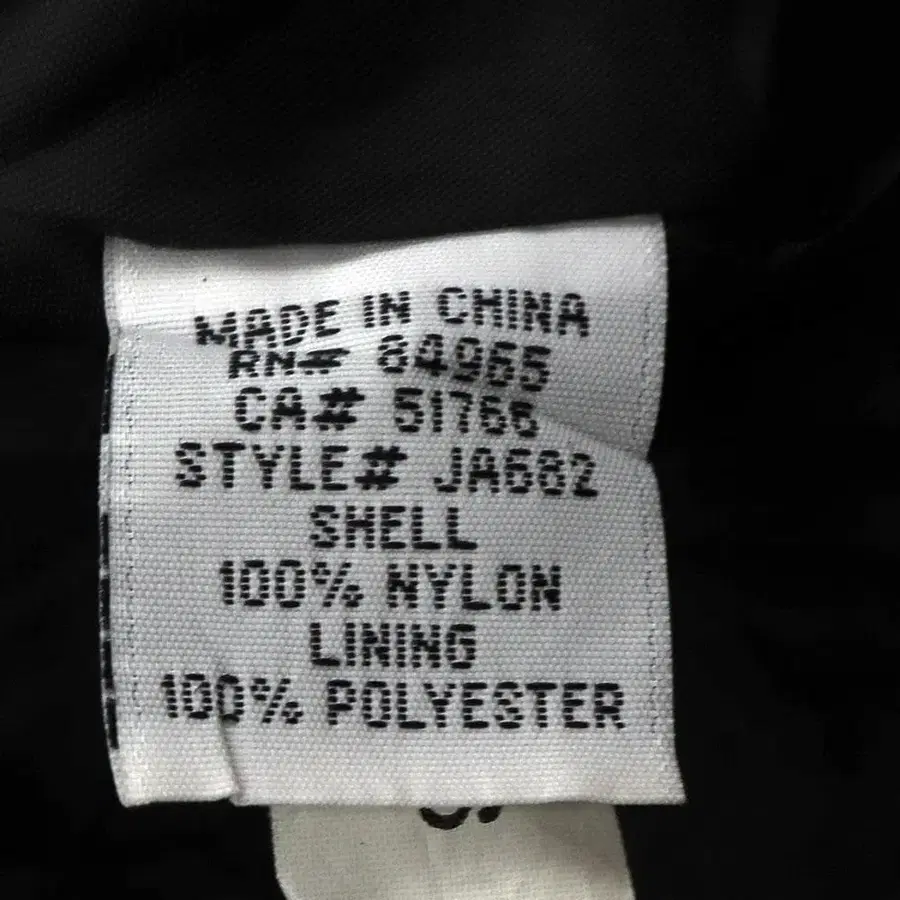 MADE IN CHINA
RN# 84965
CA# 51766
STYLE# JA682
SHELL
100% NYLON
LINING
100% POLYESTER